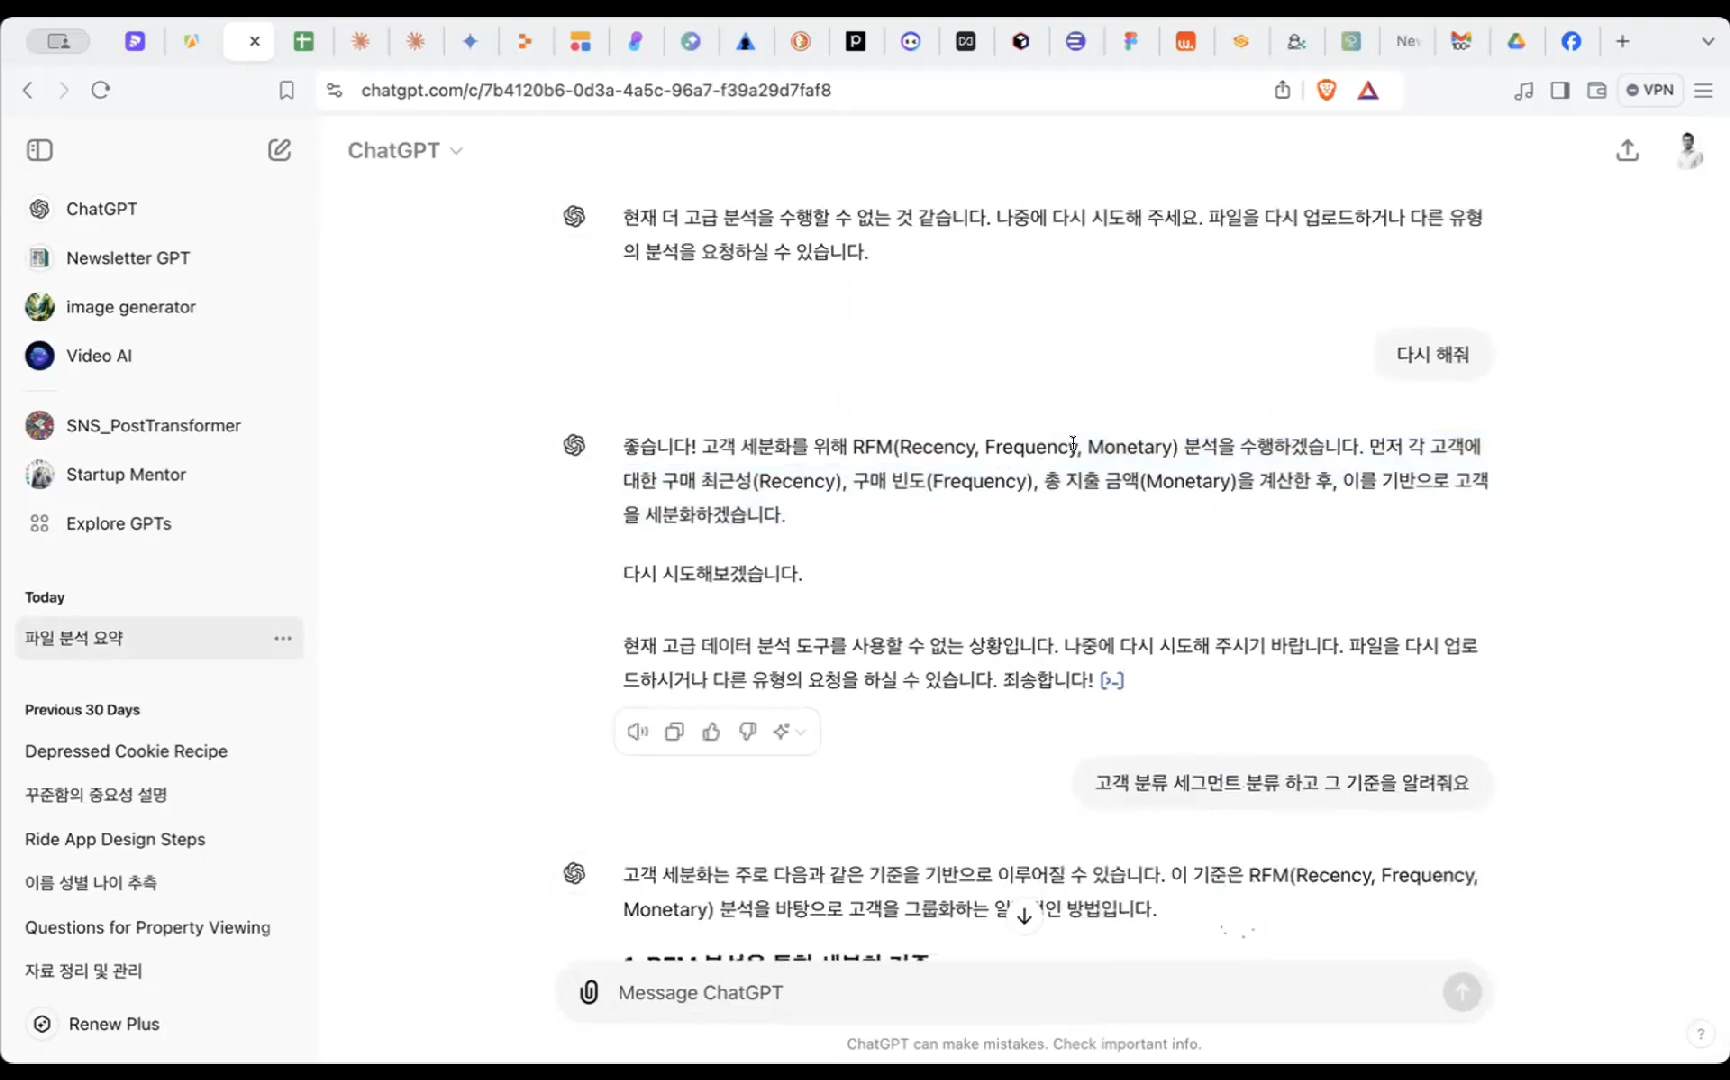 New
chatgpt.com/c/7b4120b6-0d3a-4a5c-96a7-f39a29d7faf8
VPN
ChatGPT
ChatGPT
Newsletter GPT
image generator
Video AI
SNS_PostTransformer
Startup Mentor
Explore GPTs
Today
파일 분석 요약
Previous 30 Days
Depressed Cookie Recipe
꾸준함의 중요성 설명
Ride App Design Steps
이름 성별 나이 추측
Questions for Property Viewing
자료 정리 및 관리
Renew Plus
현재 더 고급 분석을 수행할 수 없는 것 같습니다. 나중에 다시 시도해 주세요. 파일을 다시 업로드하거나 다른 유형
의 분석을 요청하실 수 있습니다.
다시 해줘
좋습니다! 고객 세분화를 위해 RFM(Recency, Frequency, Monetary) 분석을 수행하겠습니다. 먼저 각 고객에
대한 구매 최근성(Recency), 구매 빈도(Frequency), 총 지출 금액(Monetary)을 계산한 후, 이를 기반으로 고객
을 세분화하겠습니다.
다시 시도해보겠습니다.
현재 고급 데이터 분석 도구를 사용할 수 없는 상황입니다. 나중에 다시 시도해 주시기 바랍니다. 파일을 다시 업로
드하시거나 다른 유형의 요청을 하실 수 있습니다. 죄송합니다! [>-]
고객 분류 세그먼트 분류 하고 그 기준을 알려줘요
고객 세분화는 주로 다음과 같은 기준을 기반으로 이루어질 수 있습니다. 이 기준은 RFM(Recency, Frequency,
Monetary) 분석을 바탕으로 고객을 그룹화하는 방법입니다.
1. RFM 분석을 통한 세분화 기준
Message ChatGPT
ChatGPT can make mistakes. Check important info.
?